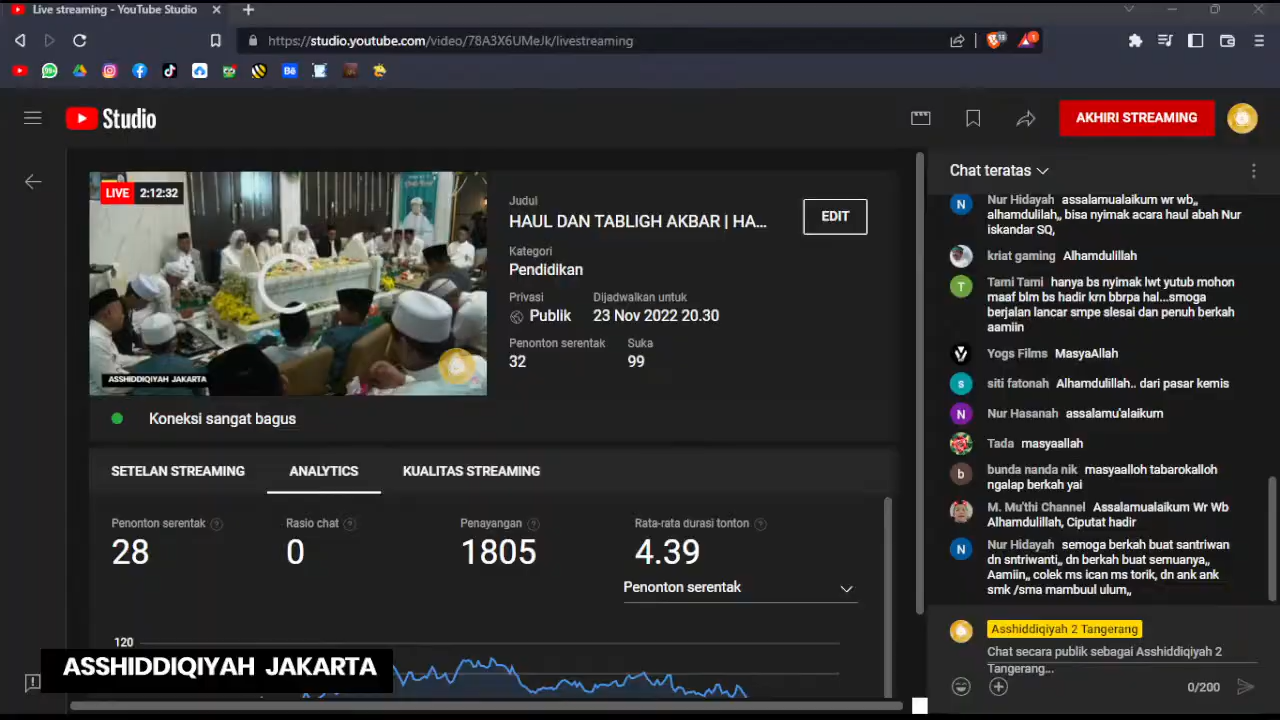 Live streaming - YouTube Studio
https://studio.youtube.com/video/78A3X6UMeJk/livestreaming
Studio
AKHIRI STREAMING
LIVE 2:12:32
ASSHIDDIQIYAH JAKARTA
Judul
HAUL DAN TABLIGH AKBAR | HA...
EDIT
Kategori
Pendidikan
Privasi
Publik
Dijadwalkan untuk
23 Nov 2022 20.30
Penonton serentak
32
Suka
99
Koneksi sangat bagus
SETELAN STREAMING
ANALYTICS
KUALITAS STREAMING
Penonton serentak
28
Rasio chat
0
Penayangan
1805
Rata-rata durasi tonton
4.39
Penonton serentak
120
ASSHIDDIQIYAH JAKARTA
Chat teratas
Nur Hidayah assalamualaikum wr wb,,
alhamdulillah,, bisa nyimak acara haul abah Nur
iskandar SQ,
kriat gaming Alhamdulillah
Tami Tami hanya bs nyimak lwt yutub mohon
maaf blm bs hadir krn bbrpa hal...smoga
berjalan lancar smpe slesai dan penuh berkah
aamiin
Yogs Films MasyaAllah
siti fatonah Alhamdulillah.. dari pasar kemis
Nur Hasanah assalamu'alaikum
Tada masyaallah
bunda nanda nik masyaalloh tabarokalloh
ngalap berkah yai
M. Mu'thi Channel Assalamualaikum Wr Wb
Alhamdulillah, Ciputat hadir
Nur Hidayah semoga berkah buat santriwan
dn sntriwanti,, dn berkah buat semuanya,,
Aamiin,, colek ms ican ms torik, dn ank ank
smk /sma mambuul ulum,,
Asshiddiqiyah 2 Tangerang
Chat secara publik sebagai Asshiddiqiyah 2
Tangerang...
0/200